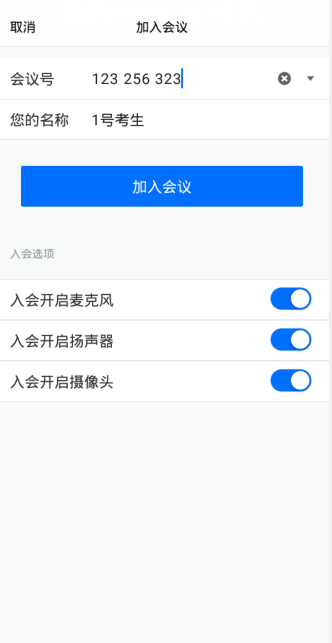 取消 加入会议
会议号 123 256 323
您的名称 1号考生
加入会议
入会选项
入会开启麦克风
入会开启扬声器
入会开启摄像头